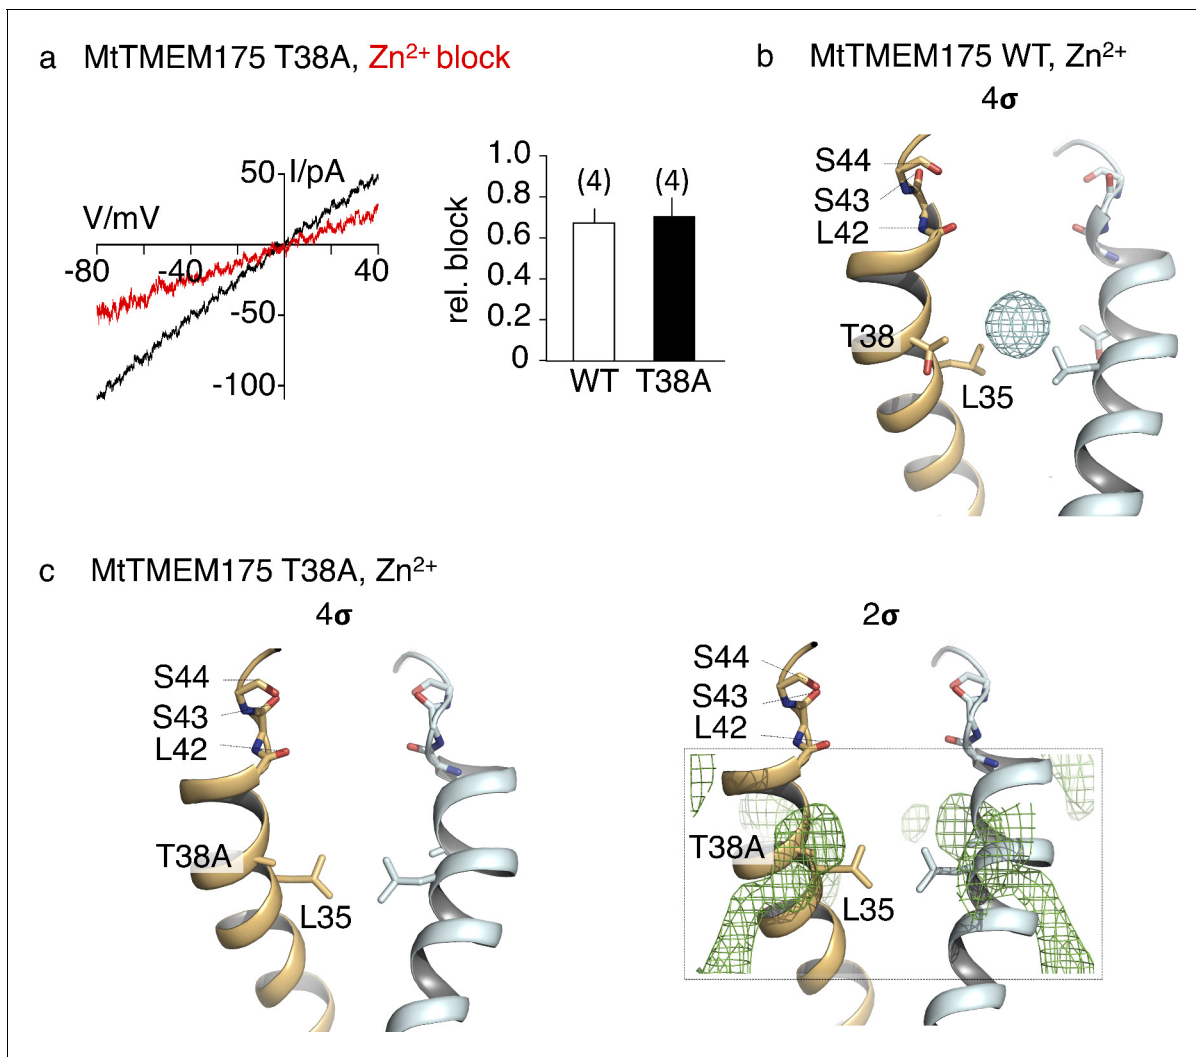 a MtTMEM175 T38A, Zn²⁺ block
b MtTMEM175 WT, Zn²⁺
4σ
50
I/pA
V/mV
-80
-40
40
-50
-100
rel. block
1.0
0.8
0.6
0.4
0.2
0
(4)
(4)
WT
T38A
S44
S43
L42
T38
L35
c MtTMEM175 T38A, Zn²⁺
4σ
S44
S43
L42
T38A
L35
2σ
S44
S43
L42
T38A
L35